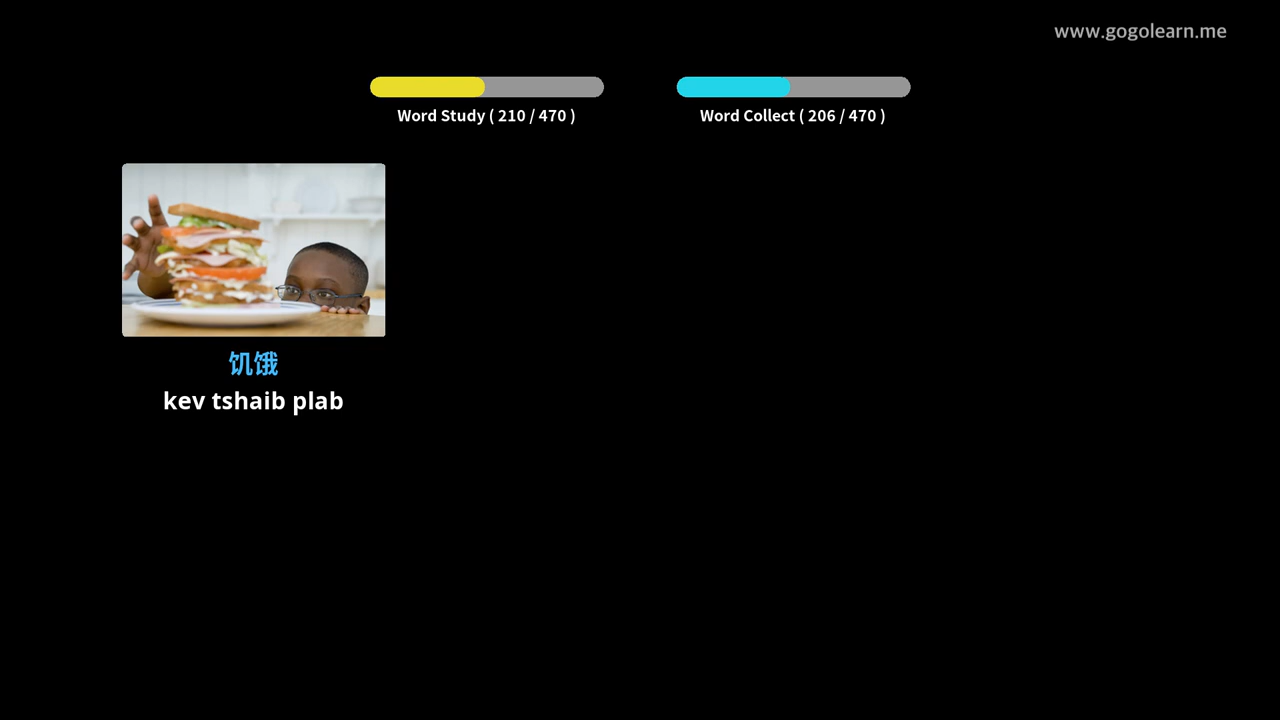 www.gogolearn.me
Word Study ( 210 / 470 )
Word Collect ( 206 / 470 )
饥饿
kev tshaib plab